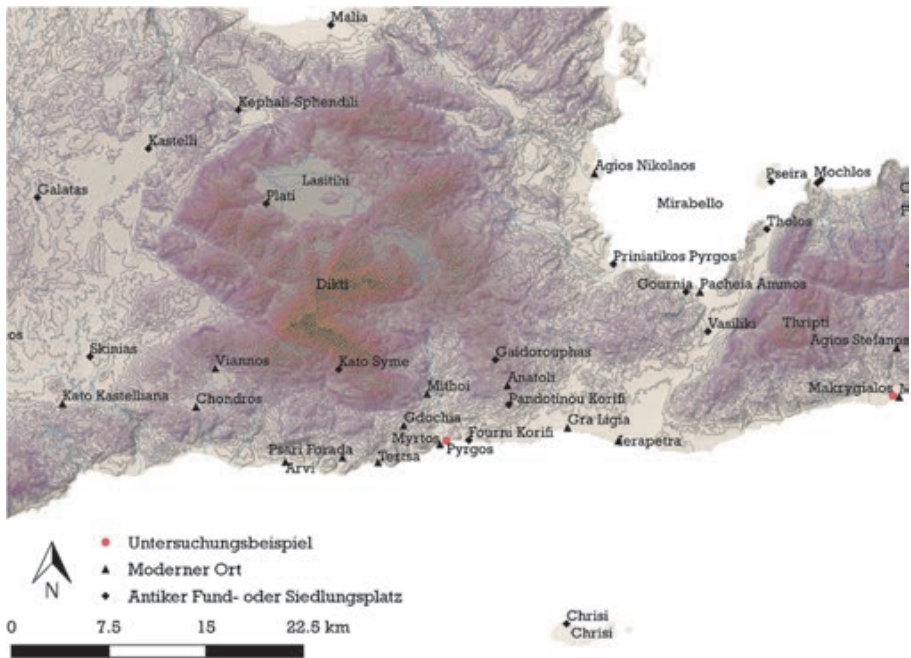 Malia
Kephali-Sphendili
Kastelli
Agios Nikolaos
Pseira
Mochlos
Galatas
Lasitihi
Plati
Mirabello
Tholos
Priniatikos Pyrgos
Dikti
Gournia
Pacheia Ammos
Vasiliki
Thripti
Skinias
Agios Stefanos
Viannos
Kato Syme
Gaidorouphas
Makrygialos
Kato Kastelliana
Chondros
Mithoi
Anatoli
Pandotinou Korifi
Gdochia
Gra Ligia
Myrtos
Pyrgos
Fourni Korifi
Ierapetra
Psari Forada
Arvi
Tertsa
Untersuchungsbeispiel
Moderner Ort
Antiker Fund- oder Siedlungsplatz
N
0 7.5 15 22.5 km
Chrisi
Chrisi